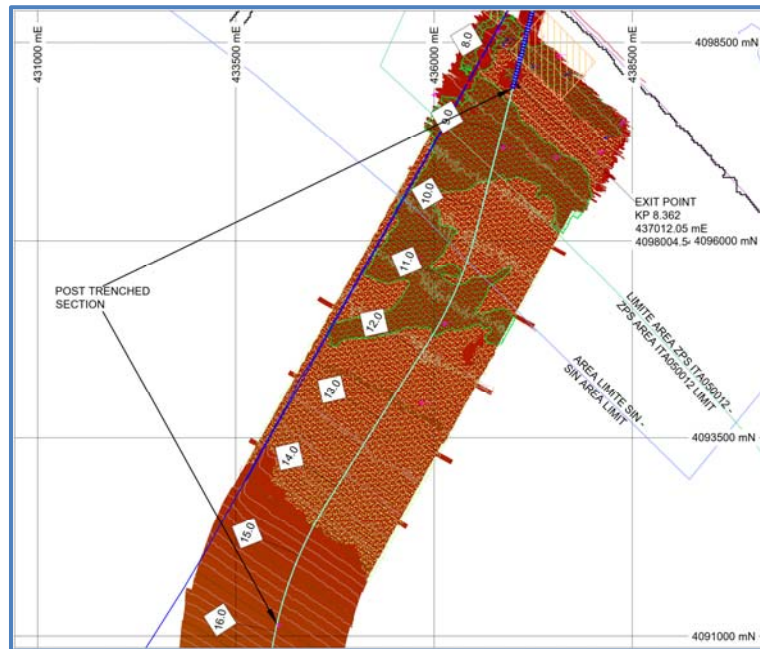 431000 mE
433500 mE
436000 mE
438500 mE
4098500 mN
8.0
9.0
EXIT POINT
KP 8.362
437012.05 mE
4098004.5
10.0
4096000 mN
11.0
POST TRENCHED
SECTION
12.0
LIMITE AREA ZPS ITA050012 -
ZPS AREA ITA050012 LIMIT
AREA LIMITE SIN -
SIN AREA LIMIT
13.0
4093500 mN
14.0
15.0
16.0
4091000 mN